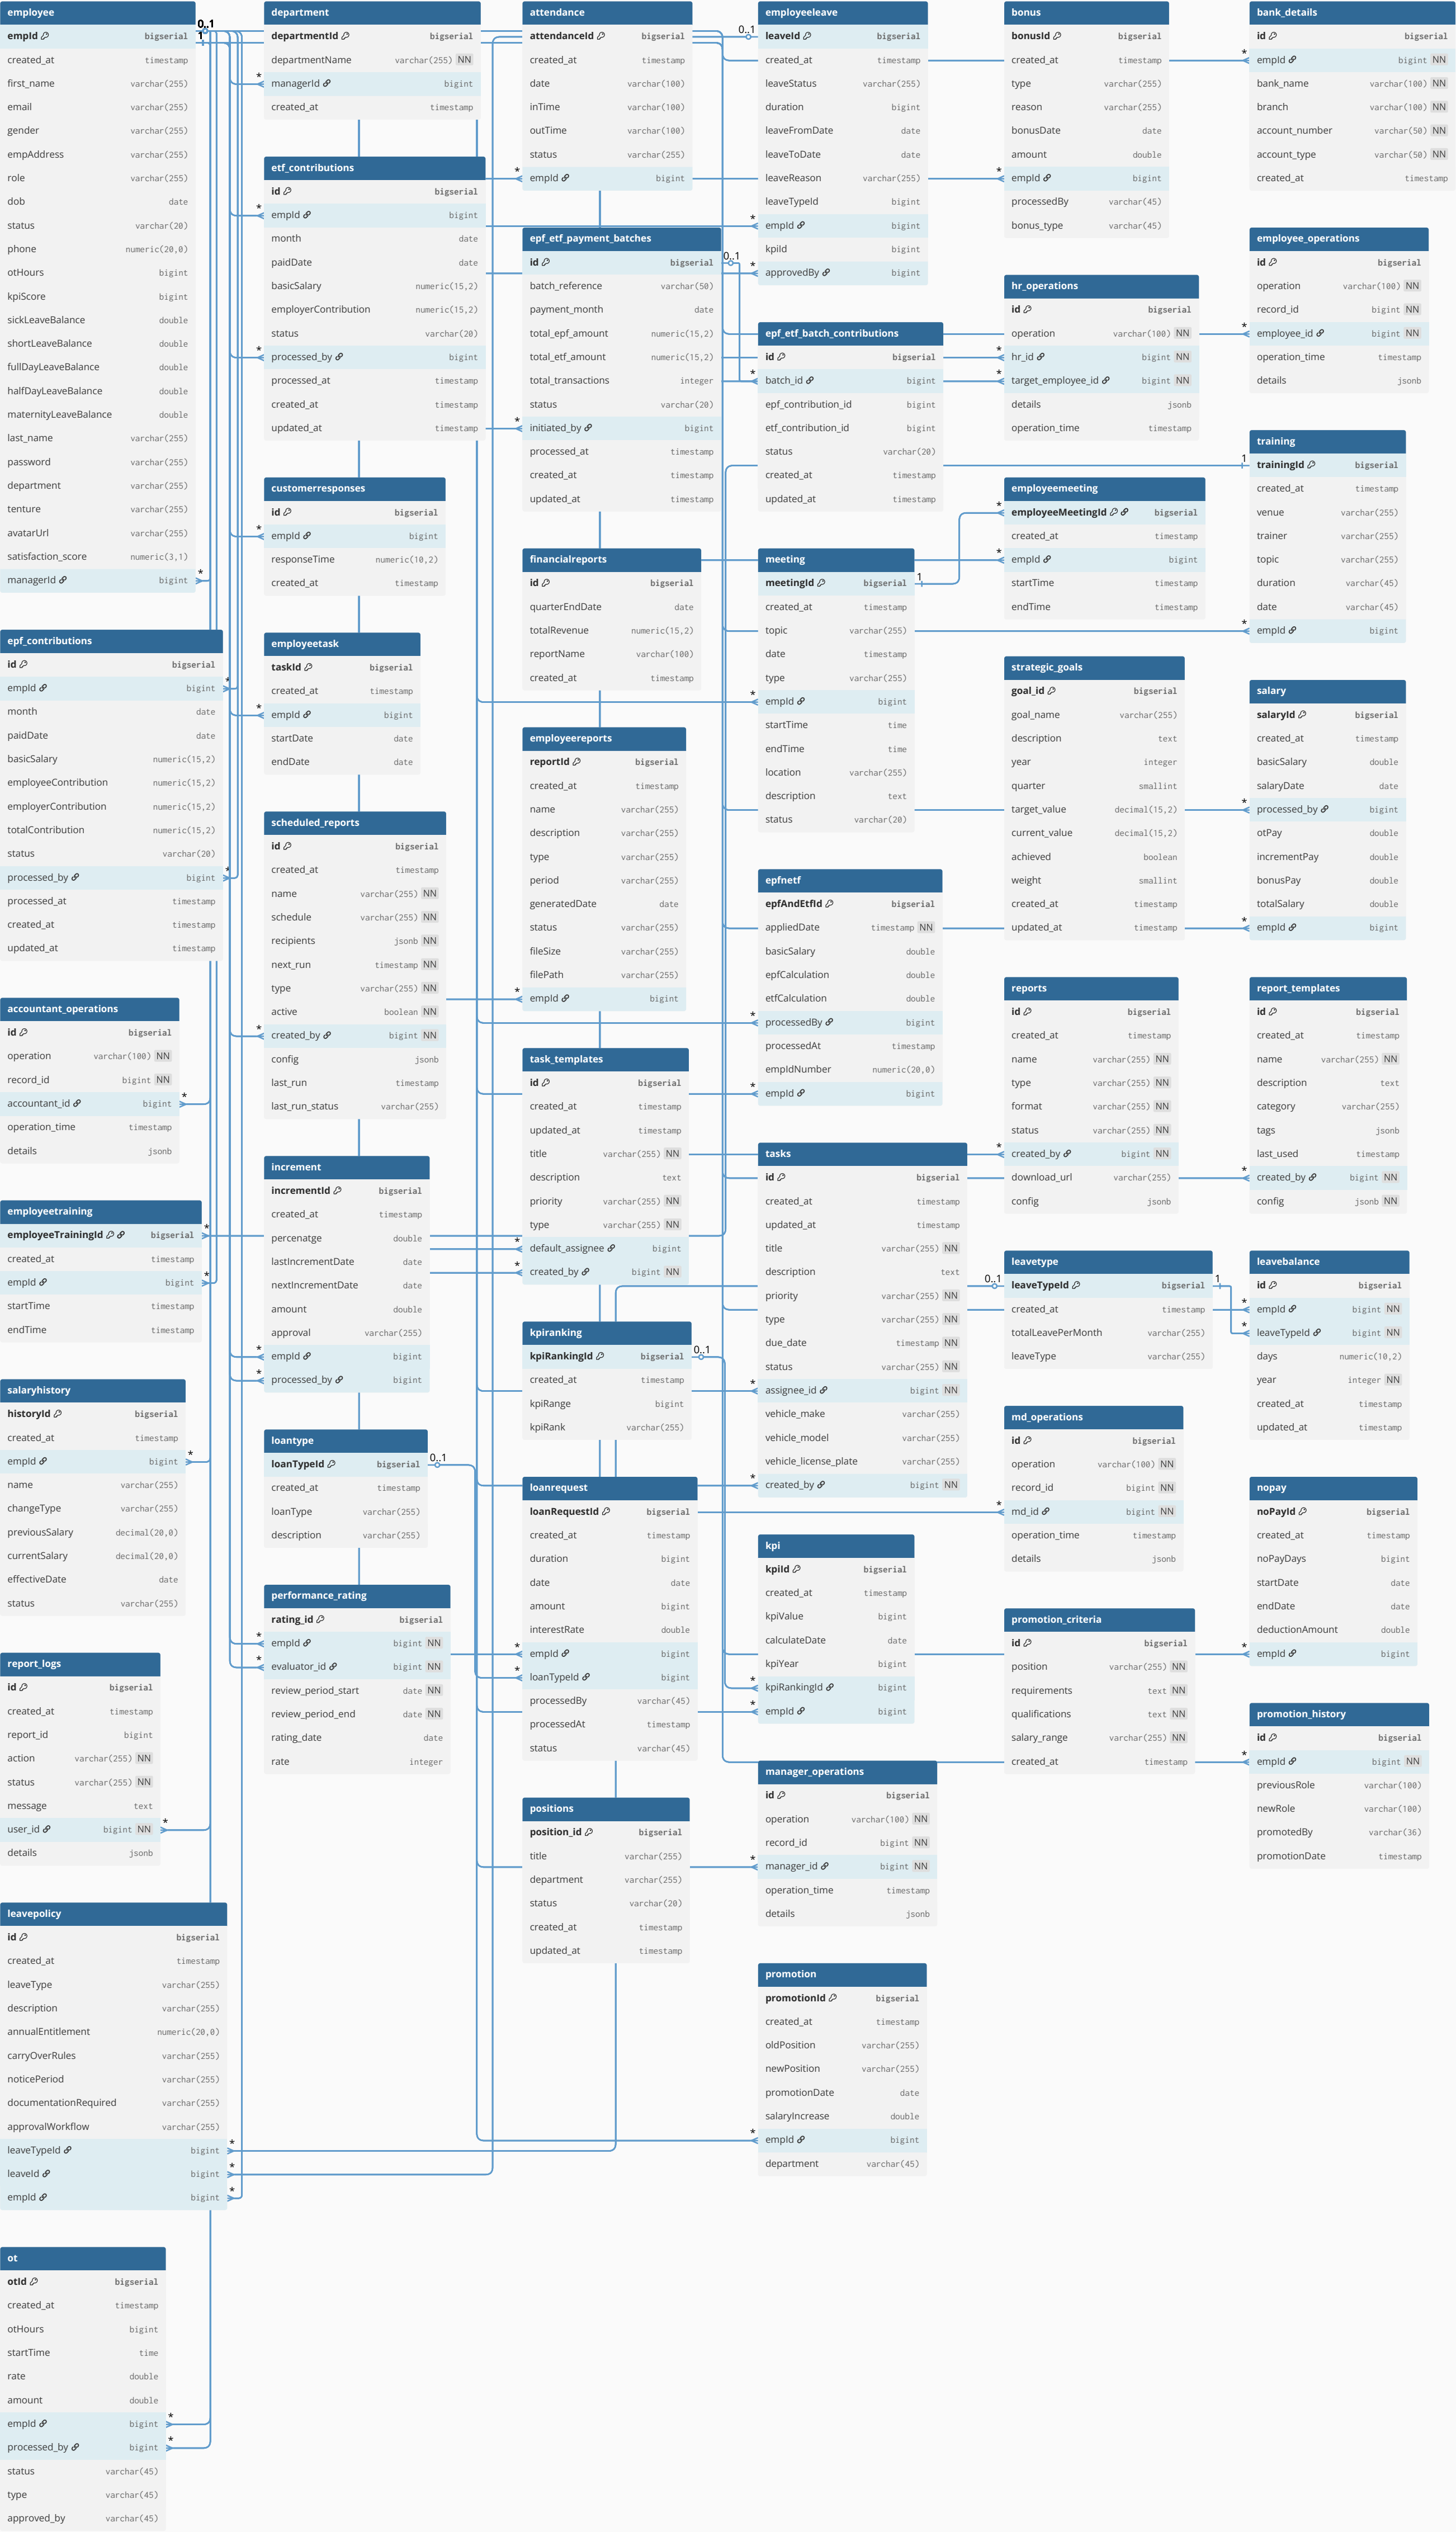 employee
empId bigserial
created_at timestamp
first_name varchar(255)
email varchar(255)
gender varchar(255)
empAddress varchar(255)
role varchar(255)
dob date
status varchar(20)
phone numeric(20,0)
otHours bigint
kpiScore bigint
sickLeaveBalance double
shortLeaveBalance double
fullDayLeaveBalance double
halfDayLeaveBalance double
maternityLeaveBalance double
last_name varchar(255)
password varchar(255)
department varchar(255)
tenture varchar(255)
avatarUrl varchar(255)
satisfaction_score numeric(3,1)
managerId bigint
0..1
1
*
epf_contributions
id bigserial
empId bigint
month date
paidDate date
basicSalary numeric(15,2)
employeeContribution numeric(15,2)
employerContribution numeric(15,2)
totalContribution numeric(15,2)
status varchar(20)
processed_by bigint
processed_at timestamp
created_at timestamp
updated_at timestamp
*
*
accountant_operations
id bigserial
operation varchar(100) NN
record_id bigint NN
accountant_id bigint
operation_time timestamp
details jsonb
*
employeetraining
employeeTrainingId bigserial
created_at timestamp
empId bigint
startTime timestamp
endTime timestamp
*
*
salaryhistory
historyId bigserial
created_at timestamp
empId bigint
name varchar(255)
changeType varchar(255)
previousSalary decimal(20,0)
currentSalary decimal(20,0)
effectiveDate date
status varchar(255)
*
report_logs
id bigserial
created_at timestamp
report_id bigint
action varchar(255) NN
status varchar(255) NN
message text
user_id bigint NN
details jsonb
*
leavepolicy
id bigserial
created_at timestamp
leaveType varchar(255)
description varchar(255)
annualEntitlement numeric(20,0)
carryOverRules varchar(255)
noticePeriod varchar(255)
documentationRequired varchar(255)
approvalWorkflow varchar(255)
leaveTypeId bigint
leaveId bigint
empId bigint
*
*
*
ot
otId bigserial
created_at timestamp
otHours bigint
startTime time
rate double
amount double
empId bigint
processed_by bigint
status varchar(45)
type varchar(45)
approved_by varchar(45)
*
*
department
departmentId bigserial
departmentName varchar(255) NN
managerId bigint
created_at timestamp
*
etf_contributions
id bigserial
empId bigint
month date
paidDate date
basicSalary numeric(15,2)
employerContribution numeric(15,2)
status varchar(20)
processed_by bigint
processed_at timestamp
created_at timestamp
updated_at timestamp
*
*
customerresponses
id bigserial
empId bigint
responseTime numeric(10,2)
created_at timestamp
*
employeetask
taskId bigserial
created_at timestamp
empId bigint
startDate date
endDate date
*
scheduled_reports
id bigserial
created_at timestamp
name varchar(255) NN
schedule varchar(255) NN
recipients jsonb NN
next_run timestamp NN
type varchar(255) NN
active boolean NN
created_by bigint NN
config jsonb
last_run timestamp
last_run_status varchar(255)
*
increment
incrementId bigserial
created_at timestamp
percenatge double
lastIncrementDate date
nextIncrementDate date
amount double
approval varchar(255)
empId bigint
processed_by bigint
*
*
loantype
loanTypeId bigserial
created_at timestamp
loanType varchar(255)
description varchar(255)
0..1
performance_rating
rating_id bigserial
empId bigint NN
evaluator_id bigint NN
review_period_start date NN
review_period_end date NN
rating_date date
rate integer
*
*
attendance
attendanceId bigserial
created_at timestamp
date varchar(100)
inTime varchar(100)
outTime varchar(100)
status varchar(255)
empId bigint
*
epf_etf_payment_batches
id bigserial
batch_reference varchar(50)
payment_month date
total_epf_amount numeric(15,2)
total_etf_amount numeric(15,2)
total_transactions integer
status varchar(20)
initiated_by bigint
processed_at timestamp
created_at timestamp
updated_at timestamp
0..1
*
financialreports
id bigserial
quarterEndDate date
totalRevenue numeric(15,2)
reportName varchar(100)
created_at timestamp
employeereports
reportId bigserial
created_at timestamp
name varchar(255)
description varchar(255)
type varchar(255)
period varchar(255)
generatedDate date
status varchar(255)
fileSize varchar(255)
filePath varchar(255)
empId bigint
*
task_templates
id bigserial
created_at timestamp
updated_at timestamp
title varchar(255) NN
description text
priority varchar(255) NN
type varchar(255) NN
default_assignee bigint
created_by bigint NN
*
*
kpiranking
kpiRankingId bigserial
created_at timestamp
kpiRange bigint
kpiRank varchar(255)
0..1
loanrequest
loanRequestId bigserial
created_at timestamp
duration bigint
date date
amount bigint
interestRate double
empId bigint
loanTypeId bigint
processedBy varchar(45)
processedAt timestamp
status varchar(45)
*
*
positions
position_id bigserial
title varchar(255)
department varchar(255)
status varchar(20)
created_at timestamp
updated_at timestamp
employeeleave
leaveId bigserial
created_at timestamp
leaveStatus varchar(255)
duration bigint
leaveFromDate date
leaveToDate date
leaveReason varchar(255)
leaveTypeId bigint
empId bigint
kpiId bigint
approvedBy bigint
0..1
*
*
epf_etf_batch_contributions
id bigserial
batch_id bigint
epf_contribution_id bigint
etf_contribution_id bigint
status varchar(20)
created_at timestamp
updated_at timestamp
*
meeting
meetingId bigserial
created_at timestamp
topic varchar(255)
date timestamp
type varchar(255)
empId bigint
startTime time
endTime time
location varchar(255)
description text
status varchar(20)
1
*
epfnetf
epfAndEtfId bigserial
appliedDate timestamp NN
basicSalary double
epfCalculation double
etfCalculation double
processedBy bigint
processedAt timestamp
empIdNumber numeric(20,0)
empId bigint
*
*
tasks
id bigserial
created_at timestamp
updated_at timestamp
title varchar(255) NN
description text
priority varchar(255) NN
type varchar(255) NN
due_date timestamp NN
status varchar(255) NN
assignee_id bigint NN
vehicle_make varchar(255)
vehicle_model varchar(255)
vehicle_license_plate varchar(255)
created_by bigint NN
*
*
kpi
kpiId bigserial
created_at timestamp
kpiValue bigint
calculateDate date
kpiYear bigint
kpiRankingId bigint
empId bigint
*
*
manager_operations
id bigserial
operation varchar(100) NN
record_id bigint NN
manager_id bigint NN
operation_time timestamp
details jsonb
*
promotion
promotionId bigserial
created_at timestamp
oldPosition varchar(255)
newPosition varchar(255)
promotionDate date
salaryIncrease double
empId bigint
department varchar(45)
*
bonus
bonusId bigserial
created_at timestamp
type varchar(255)
reason varchar(255)
bonusDate date
amount double
empId bigint
processedBy varchar(45)
bonus_type varchar(45)
*
hr_operations
id bigserial
operation varchar(100) NN
hr_id bigint NN
target_employee_id bigint NN
details jsonb
operation_time timestamp
*
*
employeemeeting
employeeMeetingId bigserial
created_at timestamp
empId bigint
startTime timestamp
endTime timestamp
*
*
strategic_goals
goal_id bigserial
goal_name varchar(255)
description text
year integer
quarter smallint
target_value decimal(15,2)
current_value decimal(15,2)
achieved boolean
weight smallint
created_at timestamp
updated_at timestamp
reports
id bigserial
created_at timestamp
name varchar(255) NN
type varchar(255) NN
format varchar(255) NN
status varchar(255) NN
created_by bigint NN
download_url varchar(255)
config jsonb
*
leavetype
leaveTypeId bigserial
created_at timestamp
totalLeavePerMonth varchar(255)
leaveType varchar(255)
0..1
1
md_operations
id bigserial
operation varchar(100) NN
record_id bigint NN
md_id bigint NN
operation_time timestamp
details jsonb
*
promotion_criteria
id bigserial
position varchar(255) NN
requirements text NN
qualifications text NN
salary_range varchar(255) NN
created_at timestamp
bank_details
id bigserial
empId bigint NN
bank_name varchar(100) NN
branch varchar(100) NN
account_number varchar(50) NN
account_type varchar(50) NN
created_at timestamp
*
employee_operations
id bigserial
operation varchar(100) NN
record_id bigint NN
employee_id bigint NN
operation_time timestamp
details jsonb
*
training
trainingId bigserial
created_at timestamp
venue varchar(255)
trainer varchar(255)
topic varchar(255)
duration varchar(45)
date varchar(45)
empId bigint
1
*
salary
salaryId bigserial
created_at timestamp
basicSalary double
salaryDate date
processed_by bigint
otPay double
incrementPay double
bonusPay double
totalSalary double
empId bigint
*
*
report_templates
id bigserial
created_at timestamp
name varchar(255) NN
description text
category varchar(255)
tags jsonb
last_used timestamp
created_by bigint NN
config jsonb NN
*
leavebalance
id bigserial
empId bigint NN
leaveTypeId bigint NN
days numeric(10,2)
year integer NN
created_at timestamp
updated_at timestamp
*
*
nopay
noPayId bigserial
created_at timestamp
noPayDays bigint
startDate date
endDate date
deductionAmount double
empId bigint
*
promotion_history
id bigserial
empId bigint NN
previousRole varchar(100)
newRole varchar(100)
promotedBy varchar(36)
promotionDate timestamp
*